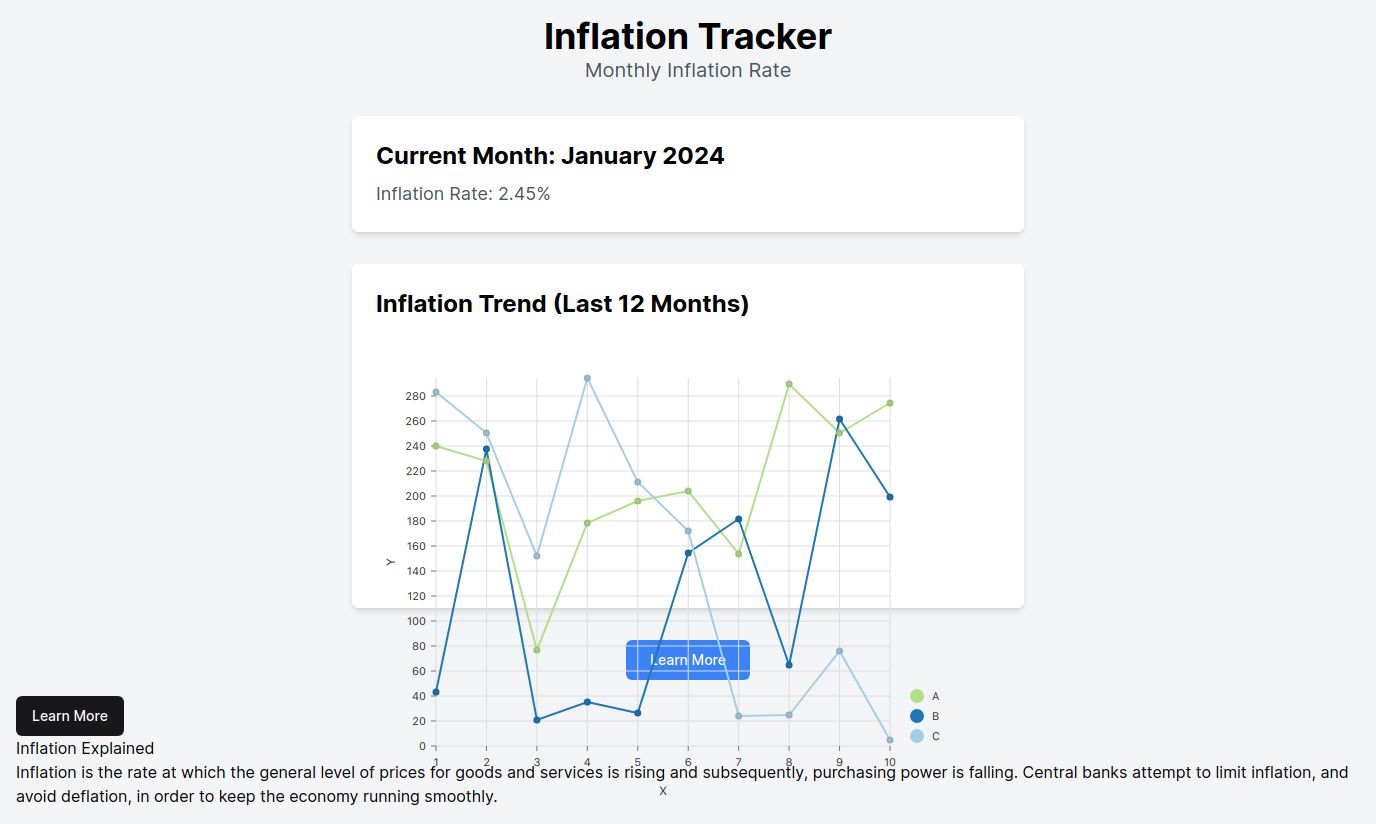 Inflation Tracker
Monthly Inflation Rate
Current Month: January 2024
Inflation Rate: 2.45%
Inflation Trend (Last 12 Months)
280
260
240
220
200
180
160
Y
140
120
100
80
60
40
20
0
Learn More
A
B
C
1 2 3 4 5 6 7 8 9 10
X
Learn More
Inflation Explained
Inflation is the rate at which the general level of prices for goods and services is rising and subsequently, purchasing power is falling. Central banks attempt to limit inflation, and
avoid deflation, in order to keep the economy running smoothly.